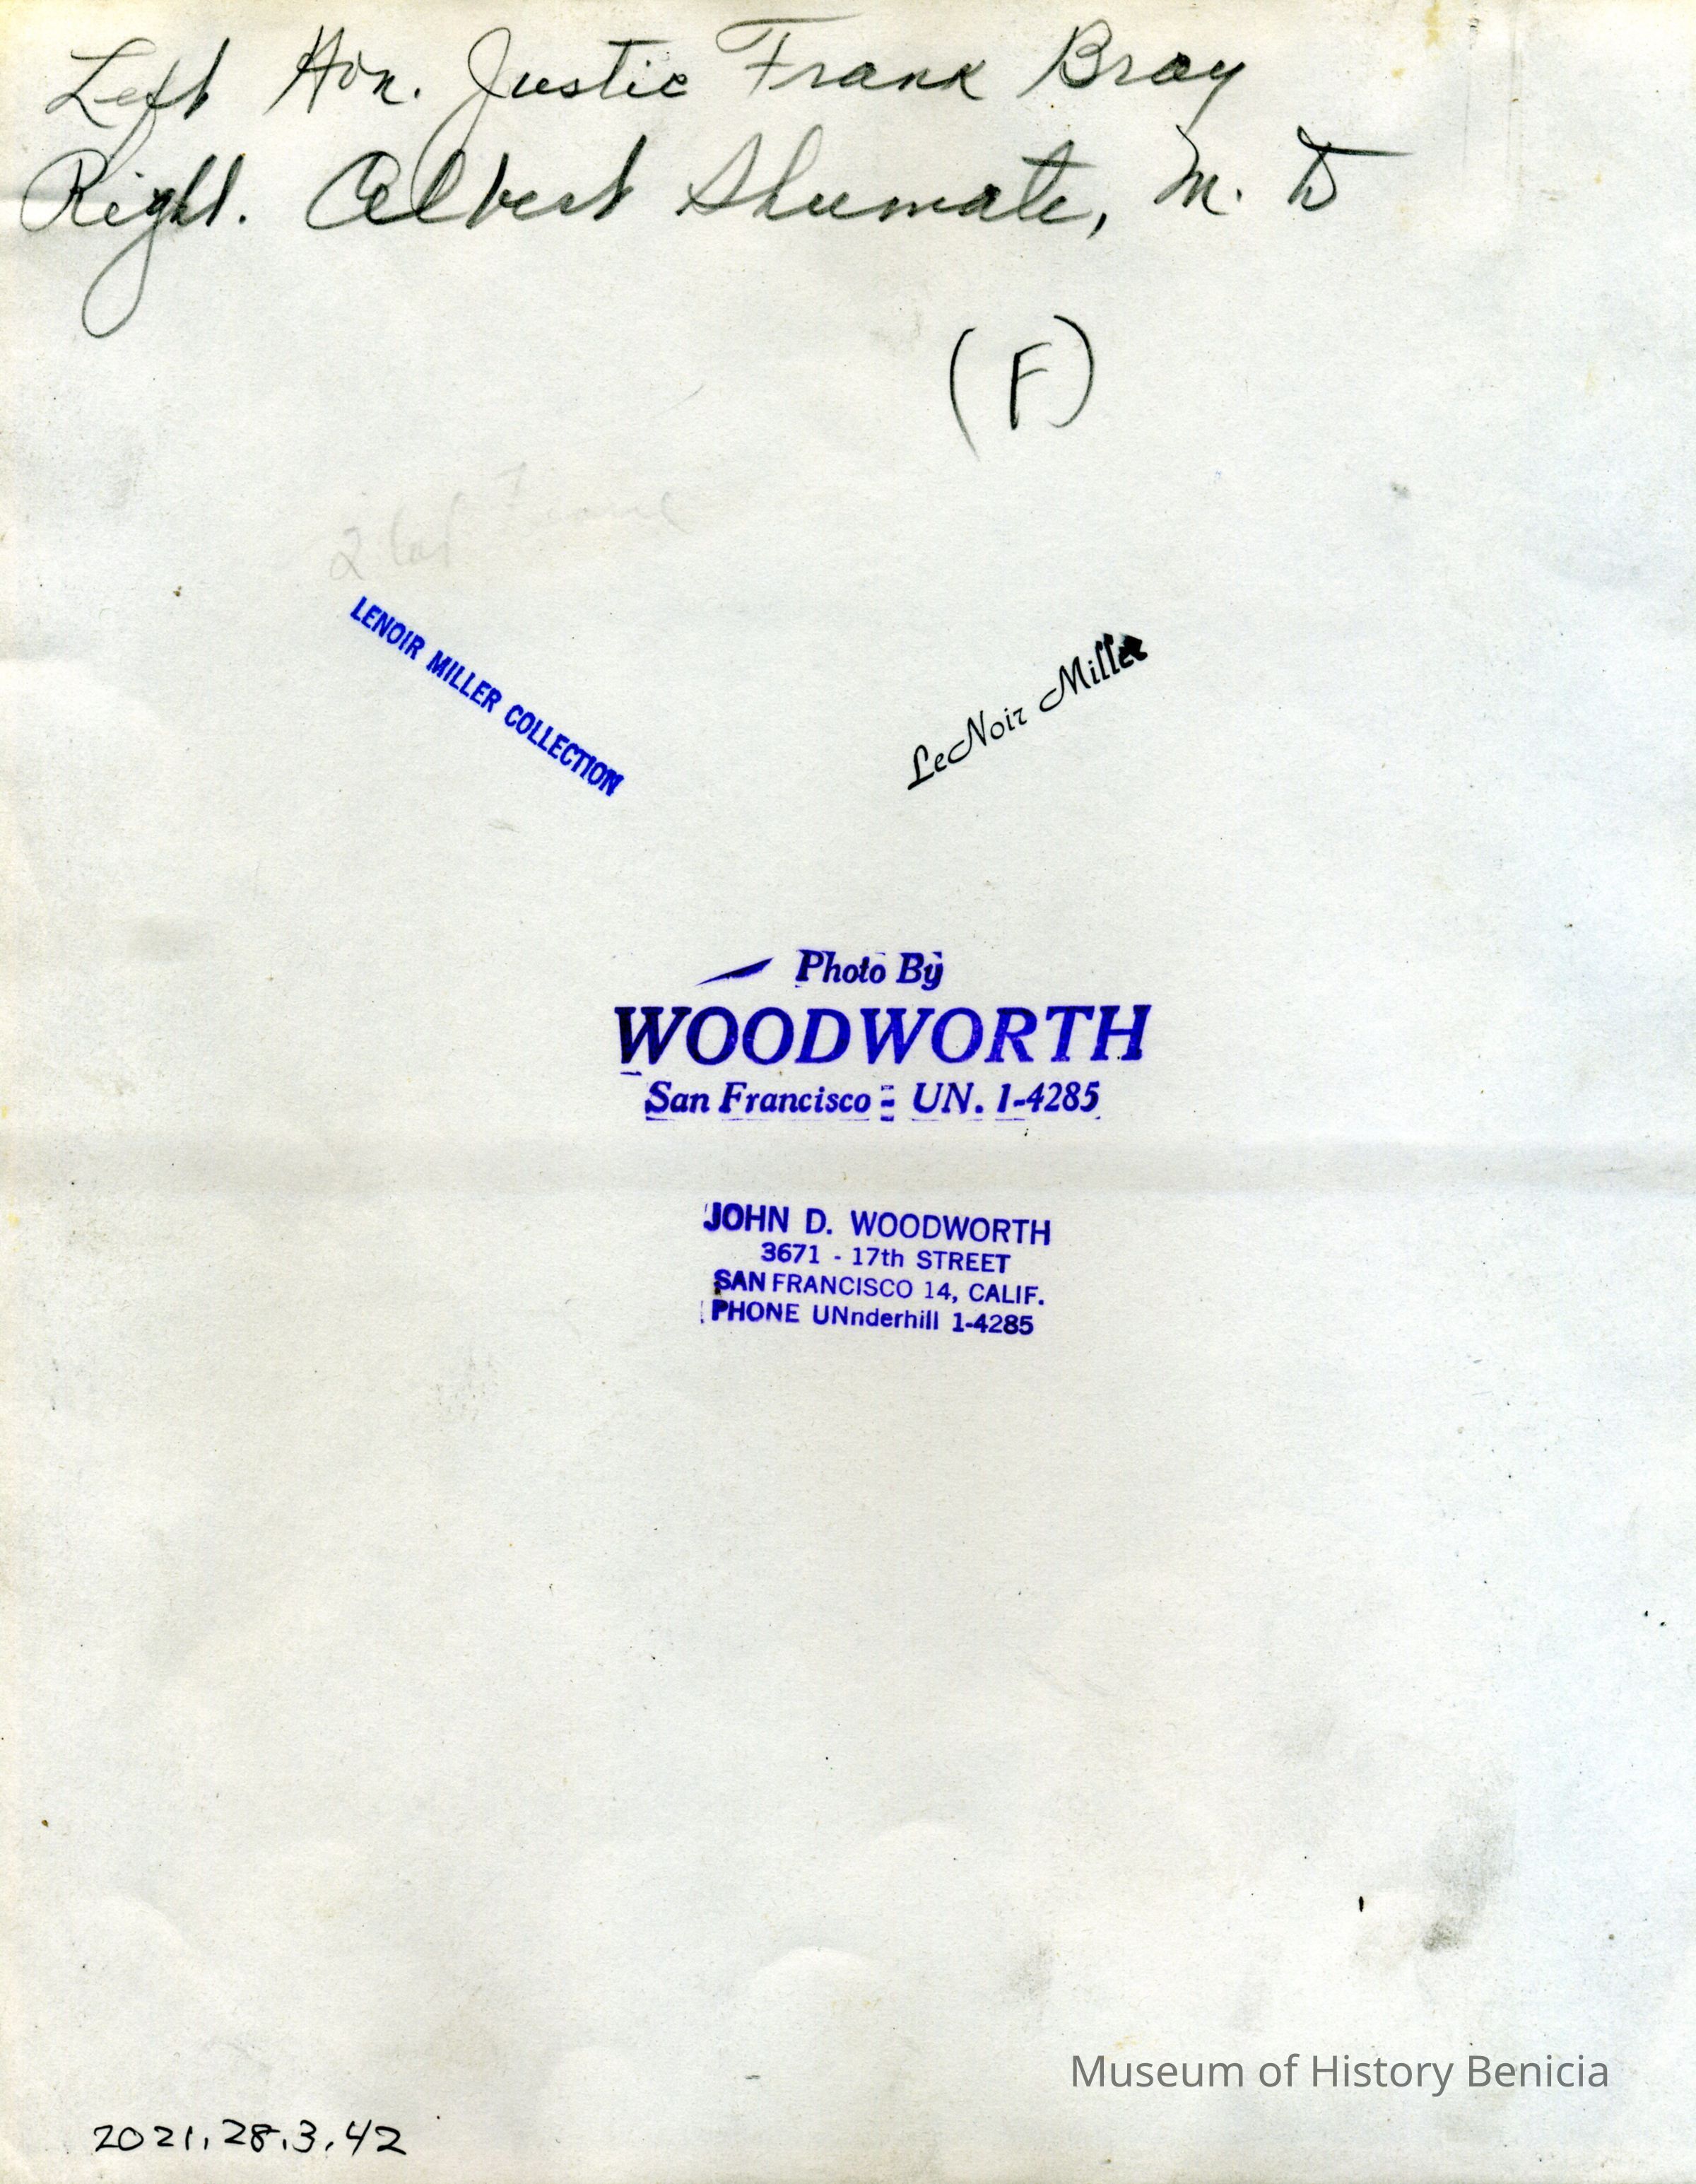 Left Hon. Justic Frank Bray
Right. Albert Shumate, M. D
(F)
LENOIR MILLER COLLECTION
LeNoir Miller
Photo By
WOODWORTH
San Francisco - UN. 1-4285
JOHN D. WOODWORTH
3671 - 17th STREET
SAN FRANCISCO 14, CALIF.
PHONE UNnderhill 1-4285
Museum of History Benicia
2021.28.3.42